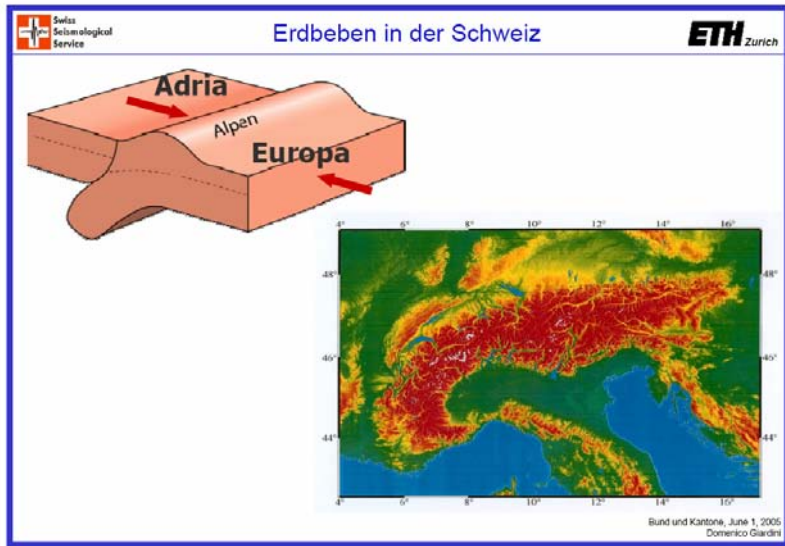 Swiss
Seismological
Service
Erdbeben in der Schweiz
ETH Zurich
Adria
Alpen
Europa
4° 6° 8° 10° 12° 14° 16°
48° 48°
46° 46°
44° 44°
4° 6° 8° 10° 12° 14° 16°
Bund und Kantone, June 1, 2005
Domenico Giardini